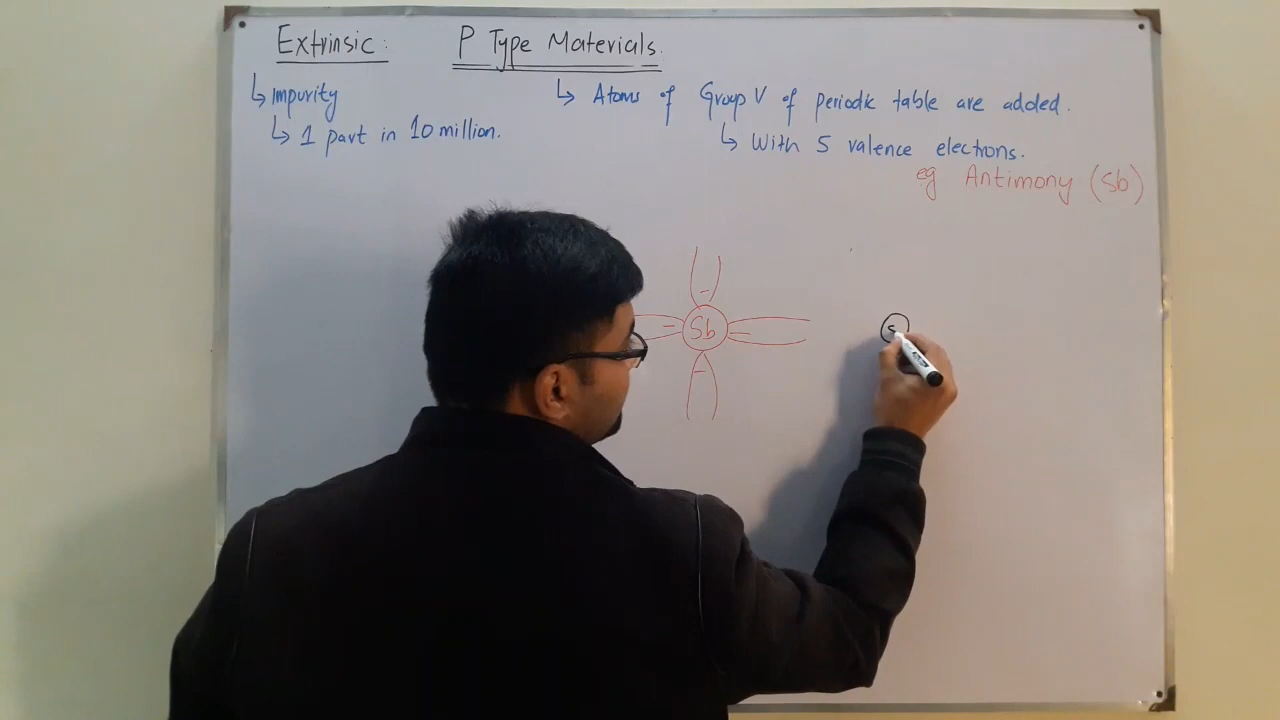 Extrinsic: P Type Materials.
↳ Impurity ↳ Atoms of Group V of periodic table are added.
↳ 1 part in 10 million. ↳ With 5 valence electrons.
eg Antimony (Sb)
Sb